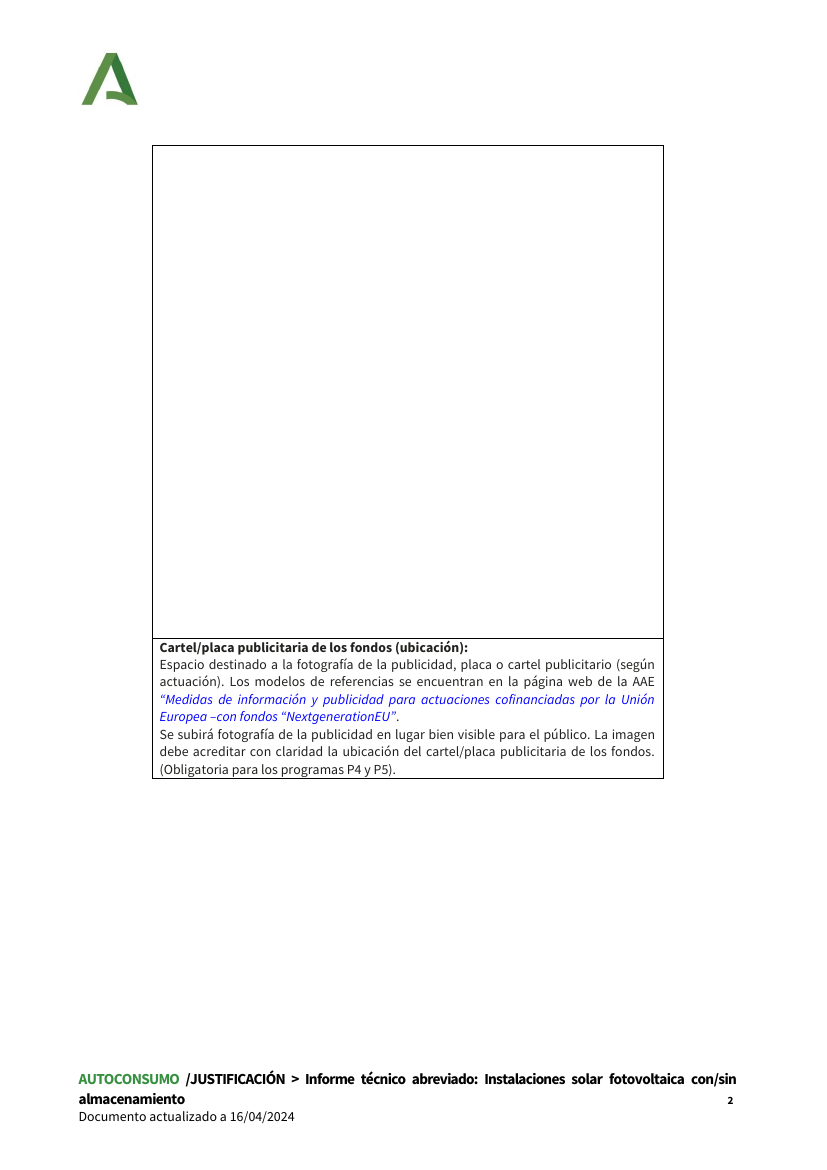 Cartel/placa publicitaria de los fondos (ubicación):
Espacio destinado a la fotografía de la publicidad, placa o cartel publicitario (según
actuación). Los modelos de referencias se encuentran en la página web de la AAE
“Medidas de información y publicidad para actuaciones cofinanciadas por la Unión
Europea –con fondos “NextgenerationEU”.
Se subirá fotografía de la publicidad en lugar bien visible para el público. La imagen
debe acreditar con claridad la ubicación del cartel/placa publicitaria de los fondos.
(Obligatoria para los programas P4 y P5).
AUTOCONSUMO /JUSTIFICACIÓN > Informe técnico abreviado: Instalaciones solar fotovoltaica con/sin
almacenamiento 2
Documento actualizado a 16/04/2024